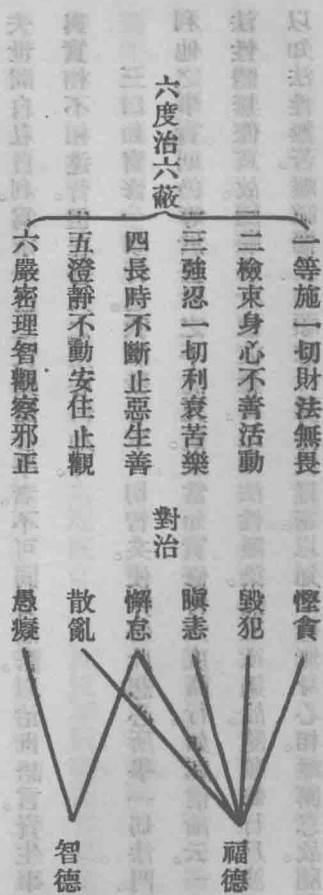 六度治六蔽
一等施一切財法無畏
二檢束身心不善活動
三強忍一切利衰苦樂
四長時不斷止惡生善
五澄靜不動安住止觀
六嚴密理智觀察邪正
對治
慳貪
毀犯
瞋恚
懈怠
散亂
愚癡
福德
智德